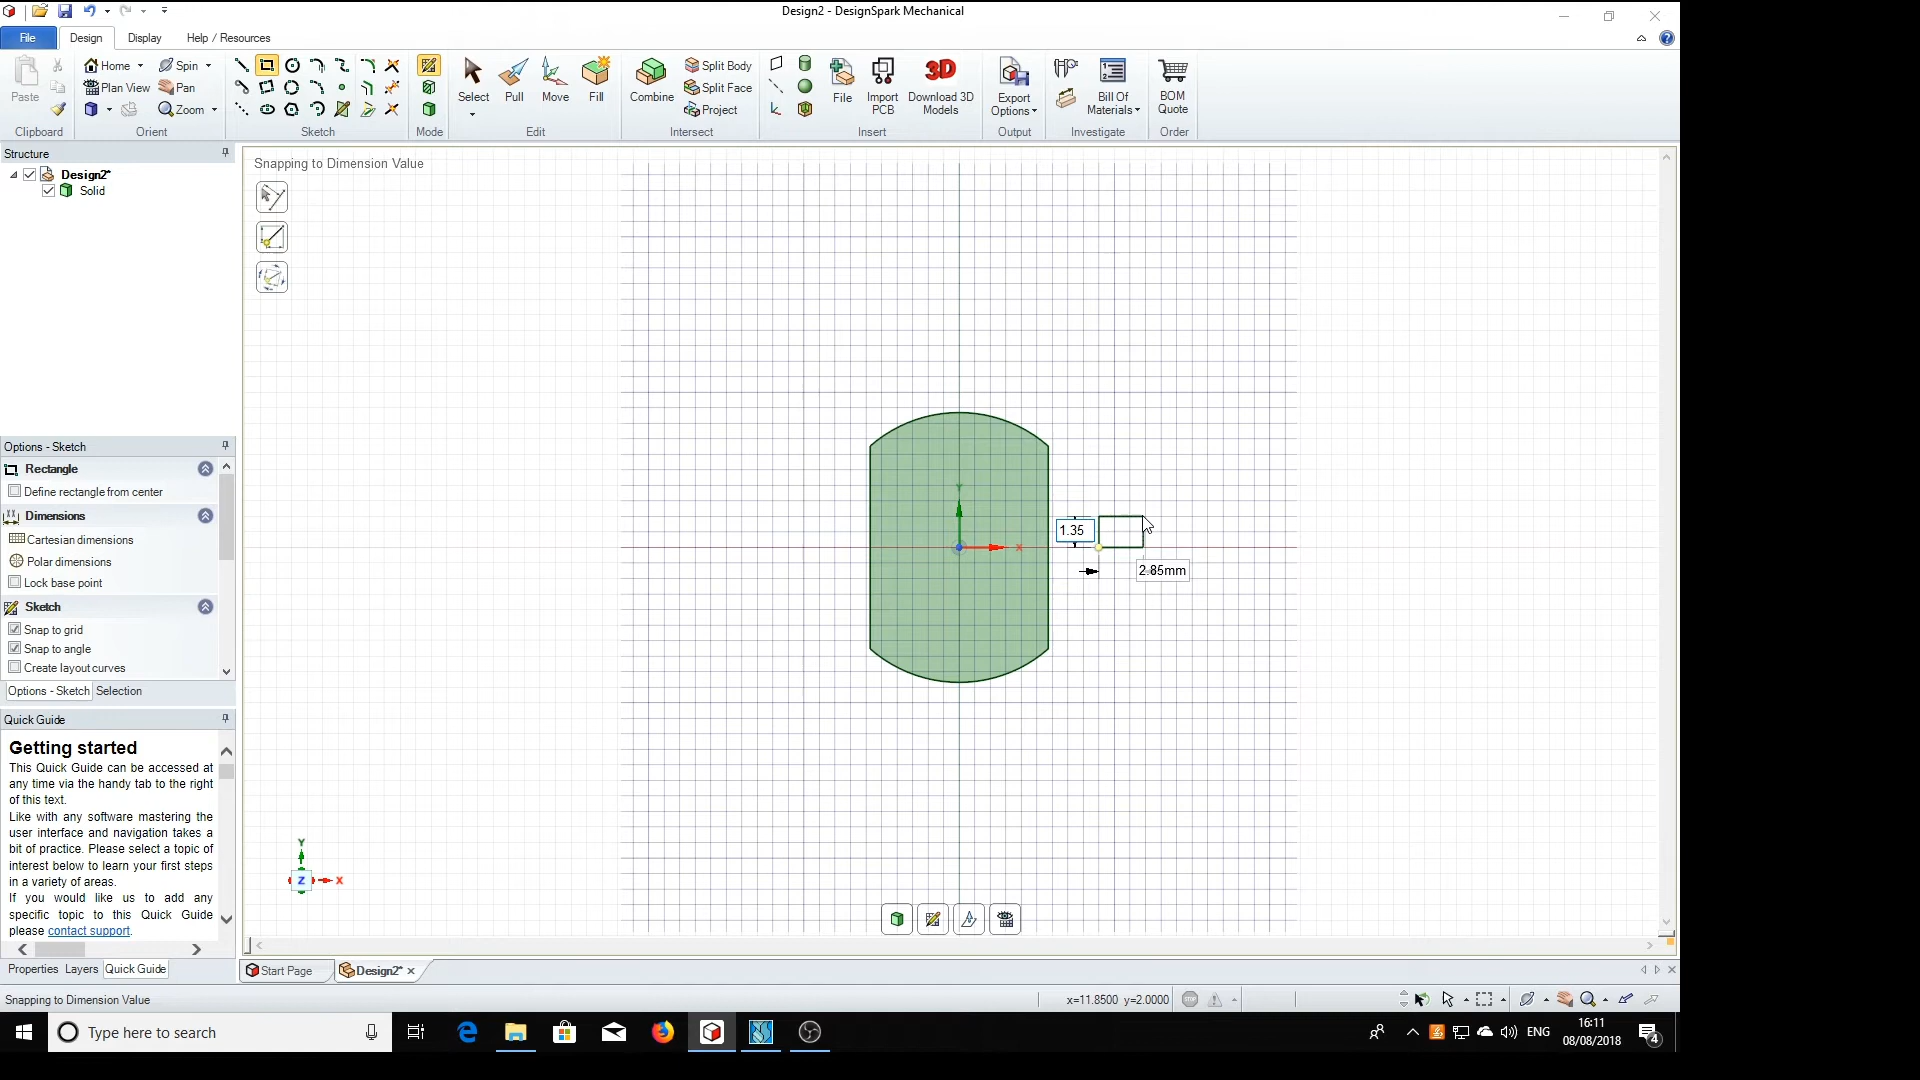 Design2 - DesignSpark Mechanical
File Design Display Help / Resources
Paste
Home Spin
Plan View Pan
Zoom
Select Pull Move Fill
Combine
Split Body
Split Face
Project
File
Import PCB
Download 3D Models
3D
Export Options
Bill Of Materials
BOM Quote
Clipboard Orient Sketch Mode Edit Intersect Insert Output Investigate Order
Structure
Design2*
Solid
Snapping to Dimension Value
Options - Sketch
Rectangle
Define rectangle from center
Dimensions
Cartesian dimensions
Polar dimensions
Lock base point
Sketch
Snap to grid
Snap to angle
Create layout curves
Options - Sketch Selection
Y
X
1.35
2.85mm
Quick Guide
Getting started
This Quick Guide can be accessed at
any time via the handy tab to the right
of this text.
Like with any software mastering the
user interface and navigation takes a
bit of practice. Please select a topic of
interest below to learn your first steps
in a variety of areas.
If you would like us to add any
specific topic to this Quick Guide
please contact support.
Y
Z X
Properties Layers Quick Guide
Start Page Design2*
Snapping to Dimension Value
x=11.8500 y=2.0000
Type here to search
ENG
16:11
08/08/2018
4